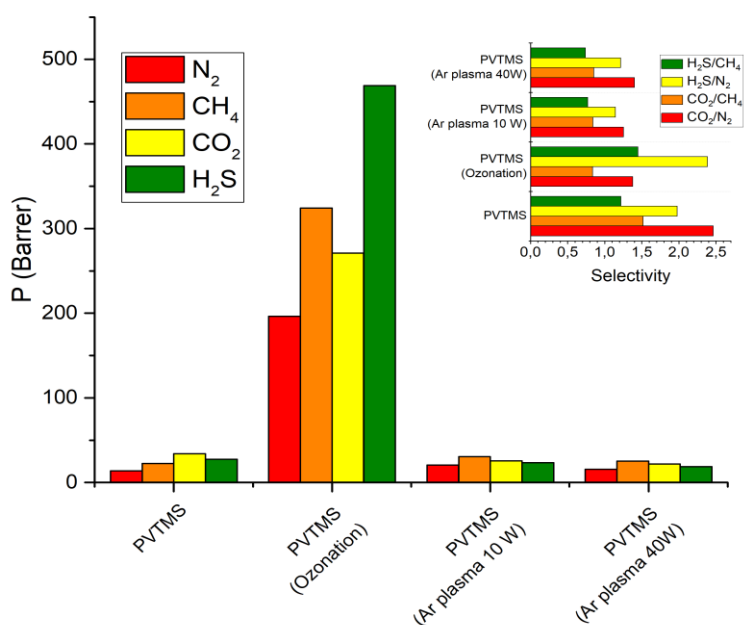 500
400
300
200
100
0
P (Barrer)
N₂
CH₄
CO₂
H₂S
PVTMS
PVTMS
(Ozonation)
PVTMS
(Ar plasma 10 W)
PVTMS
(Ar plasma 40W)
PVTMS
(Ar plasma 40W)
PVTMS
(Ar plasma 10 W)
PVTMS
(Ozonation)
PVTMS
0,0 0,5 1,0 1,5 2,0 2,5
Selectivity
H₂S/CH₄
H₂S/N₂
CO₂/CH₄
CO₂/N₂